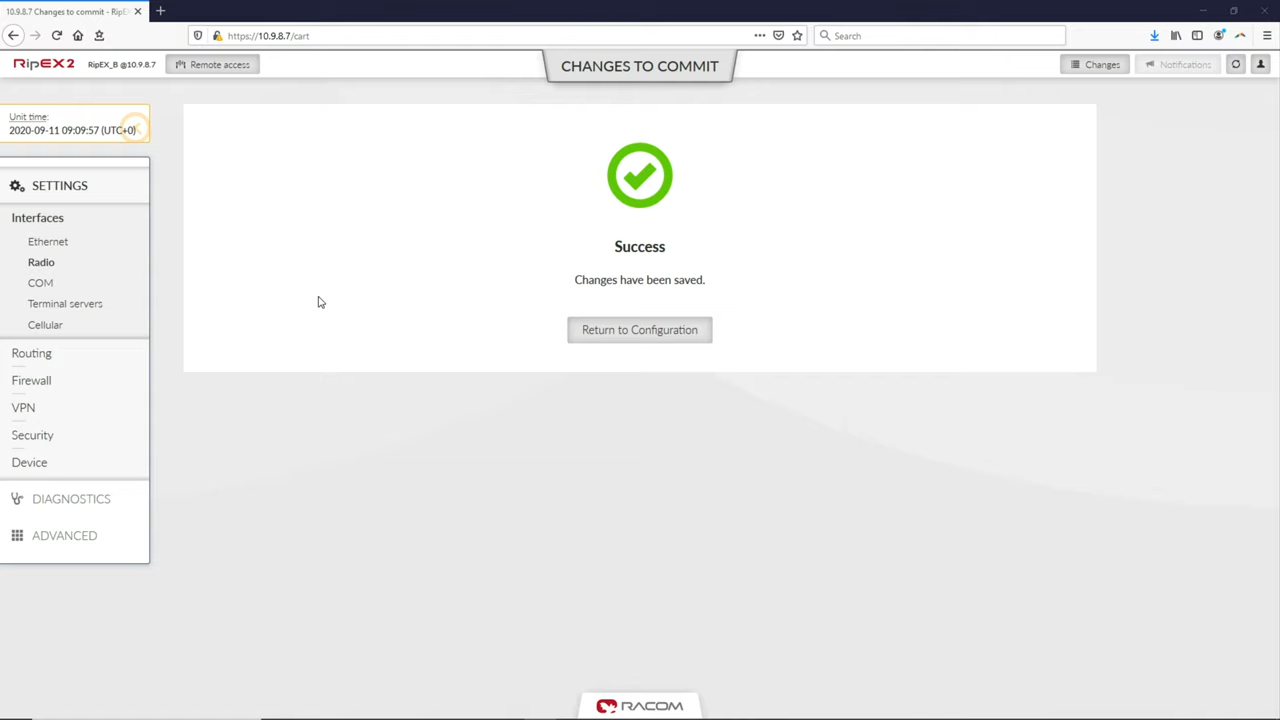 10.9.8.7 Changes to commit - RipEX
https://10.9.8.7/cart
Search
RipEX2
RipEX_B @10.9.8.7
Remote access
CHANGES TO COMMIT
Changes
Notifications
Unit time:
2020-09-11 09:09:57 (UTC+0)
SETTINGS
Interfaces
Ethernet
Radio
COM
Terminal servers
Cellular
Routing
Firewall
VPN
Security
Device
DIAGNOSTICS
ADVANCED
Success
Changes have been saved.
Return to Configuration
RACOM